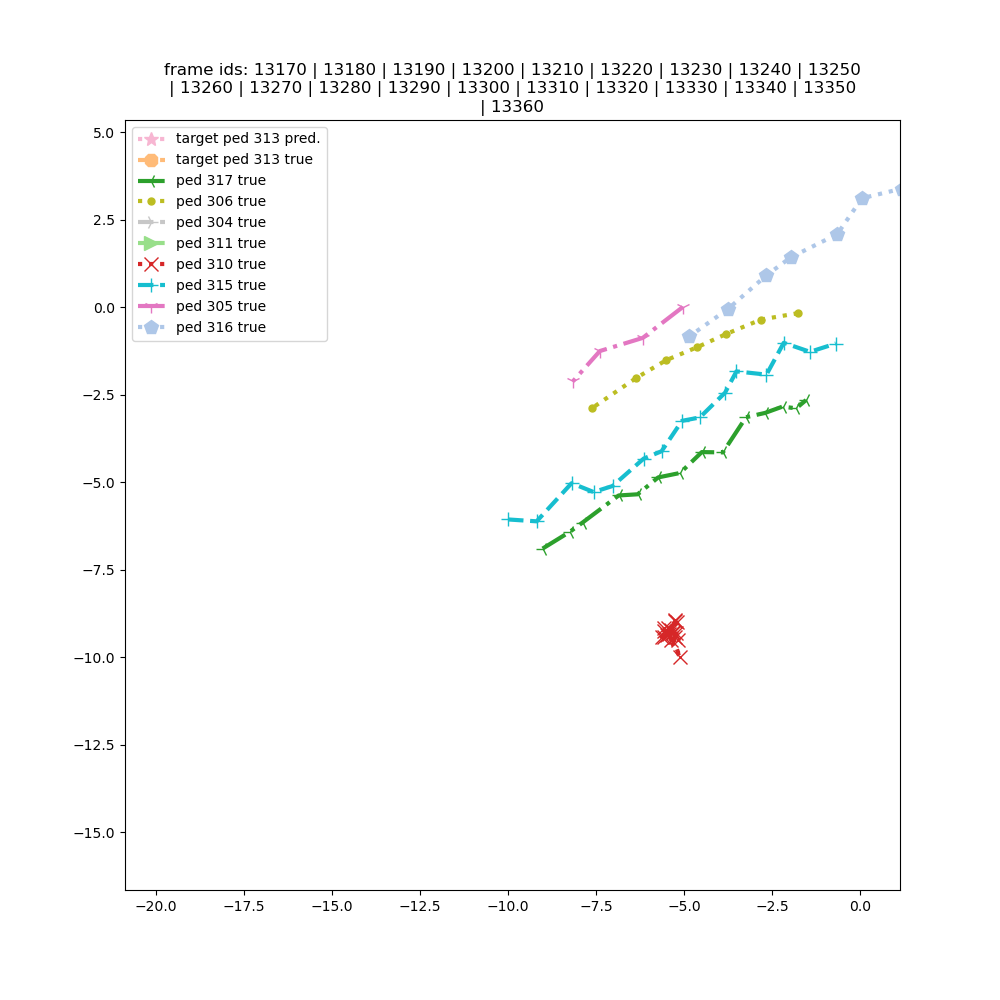 frame ids: 13170 | 13180 | 13190 | 13200 | 13210 | 13220 | 13230 | 13240 | 13250
| 13260 | 13270 | 13280 | 13290 | 13300 | 13310 | 13320 | 13330 | 13340 | 13350
| 13360
target ped 313 pred.
target ped 313 true
ped 317 true
ped 306 true
ped 304 true
ped 311 true
ped 310 true
ped 315 true
ped 305 true
ped 316 true
5.0
2.5
0.0
−2.5
−5.0
−7.5
−10.0
−12.5
−15.0
−20.0 −17.5 −15.0 −12.5 −10.0 −7.5 −5.0 −2.5 0.0